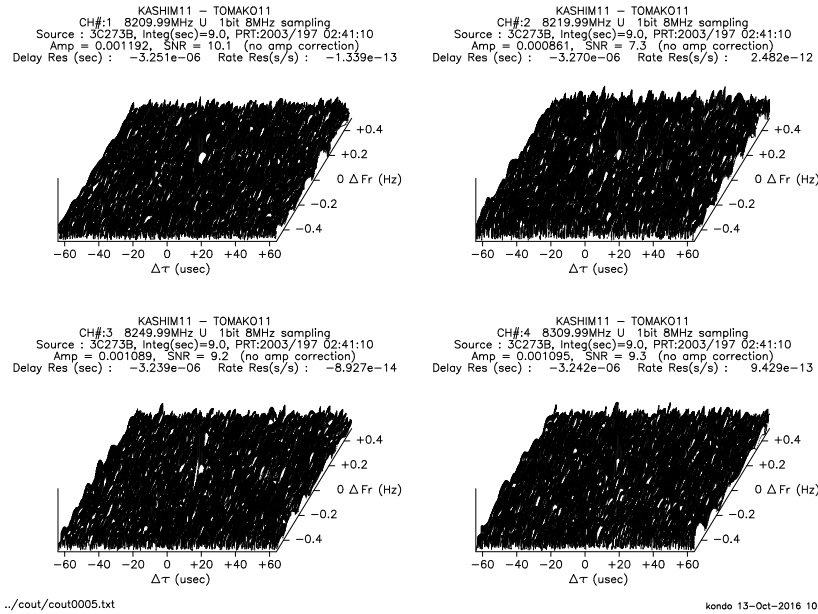 KASHIM11 − TOMAKO11
CH#:1 8209.99MHz U 1bit 8MHz sampling
Source : 3C273B, Integ(sec)=9.0, PRT:2003/197 02:41:10
Amp = 0.001192, SNR = 10.1 (no amp correction)
Delay Res (sec) : −3.251e−06 Rate Res(s/s) : −1.339e−13
+0.4
+0.2
0 Δ Fr (Hz)
−0.2
−0.4
−60 −40 −20 0 +20 +40 +60
Δτ (usec)
KASHIM11 − TOMAKO11
CH#:2 8219.99MHz U 1bit 8MHz sampling
Source : 3C273B, Integ(sec)=9.0, PRT:2003/197 02:41:10
Amp = 0.000861, SNR = 7.3 (no amp correction)
Delay Res (sec) : −3.270e−06 Rate Res(s/s) : 2.482e−12
+0.4
+0.2
0 Δ Fr (Hz)
−0.2
−0.4
−60 −40 −20 0 +20 +40 +60
Δτ (usec)
KASHIM11 − TOMAKO11
CH#:3 8249.99MHz U 1bit 8MHz sampling
Source : 3C273B, Integ(sec)=9.0, PRT:2003/197 02:41:10
Amp = 0.001089, SNR = 9.2 (no amp correction)
Delay Res (sec) : −3.239e−06 Rate Res(s/s) : −8.927e−14
+0.4
+0.2
0 Δ Fr (Hz)
−0.2
−0.4
−60 −40 −20 0 +20 +40 +60
Δτ (usec)
KASHIM11 − TOMAKO11
CH#:4 8309.99MHz U 1bit 8MHz sampling
Source : 3C273B, Integ(sec)=9.0, PRT:2003/197 02:41:10
Amp = 0.001095, SNR = 9.3 (no amp correction)
Delay Res (sec) : −3.242e−06 Rate Res(s/s) : 9.429e−13
+0.4
+0.2
0 Δ Fr (Hz)
−0.2
−0.4
−60 −40 −20 0 +20 +40 +60
Δτ (usec)
../cout/cout0005.txt
kondo 13−Oct−2016 10